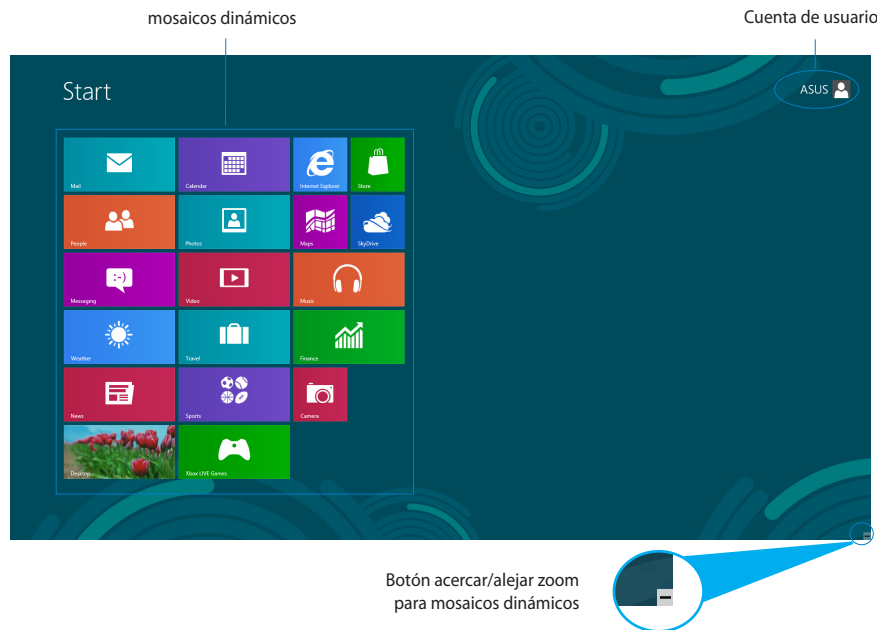 mosaicos dinámicos
Cuenta de usuario
Start
ASUS
Mail
Calendar
Internet Explorer
Store
People
Photos
Maps
SkyDrive
:-)
Messaging
Video
Music
Weather
Travel
Finance
News
Sports
Camera
Desktop
Xbox LIVE Games
Botón acercar/alejar zoom
para mosaicos dinámicos